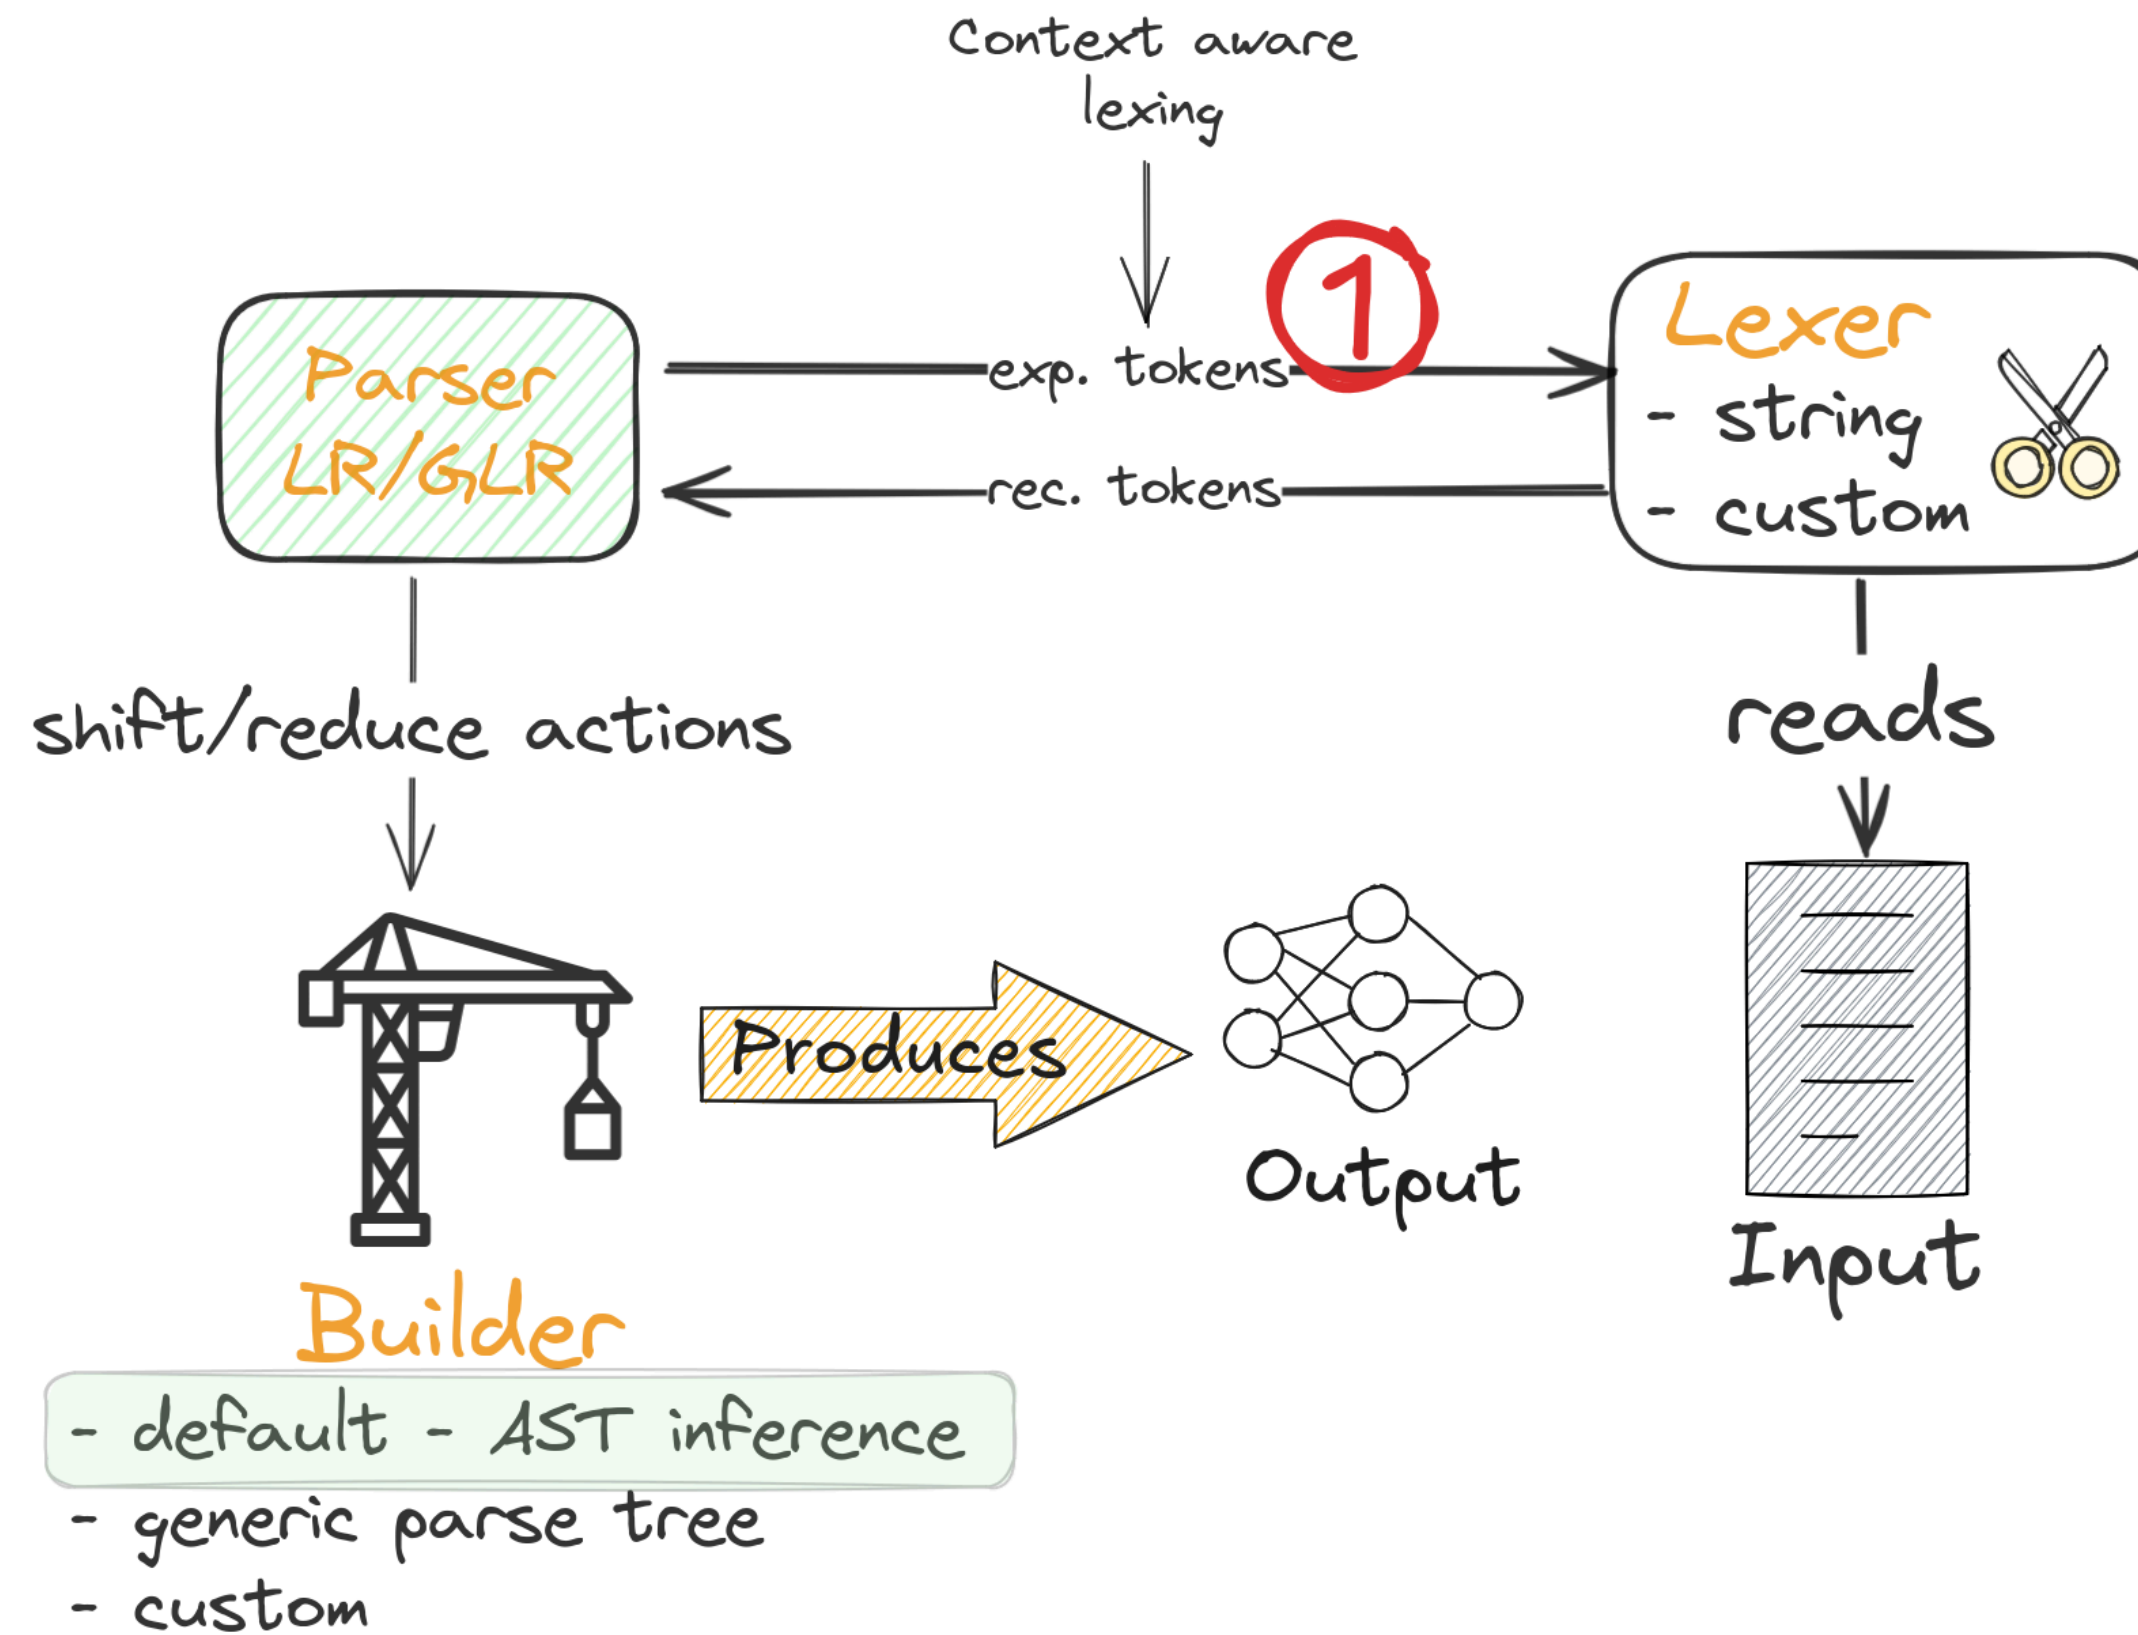 Context aware
lexing
1
Parser
LR/GLR
exp. tokens
rec. tokens
Lexer
- string
- custom
shift/reduce actions
reads
Produces
Output
Input
Builder
- default - AST inference
- generic parse tree
- custom